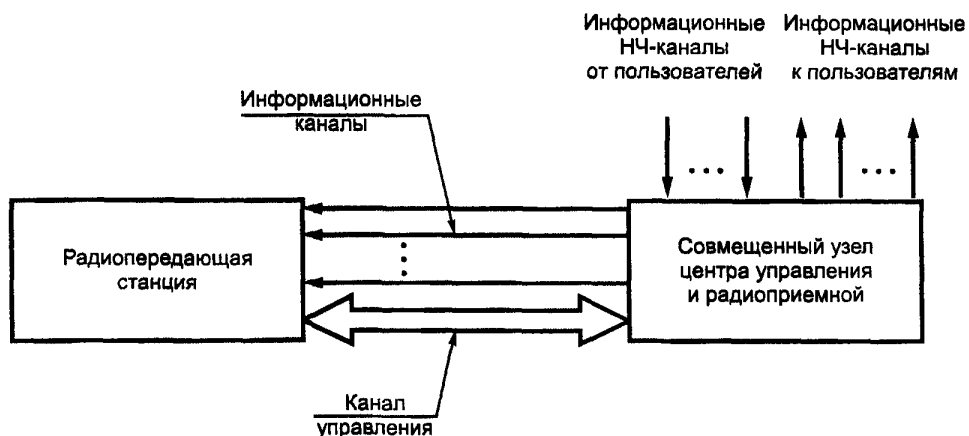 Информационные
НЧ-каналы
от пользователей
Информационные
НЧ-каналы
к пользователям
Информационные
каналы
Радиопередающая
станция
Совмещенный узел
центра управления
и радиоприемной
Канал
управления